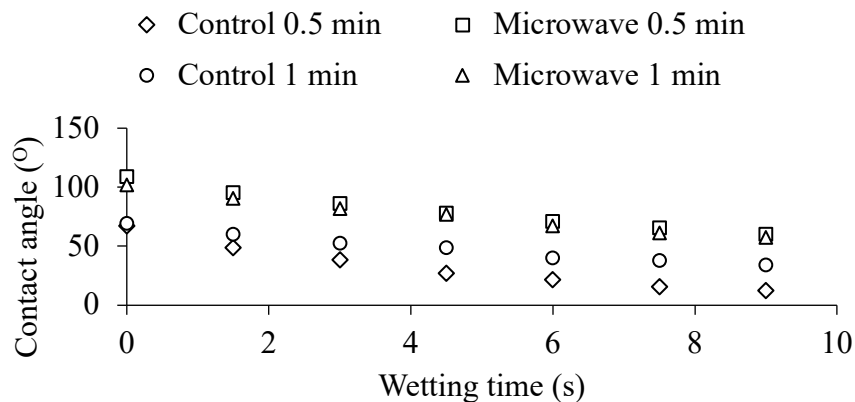 Control 0.5 min
Microwave 0.5 min
Control 1 min
Microwave 1 min
150
100
50
0
Contact angle (O)
0
2
4
6
8
10
Wetting time (s)